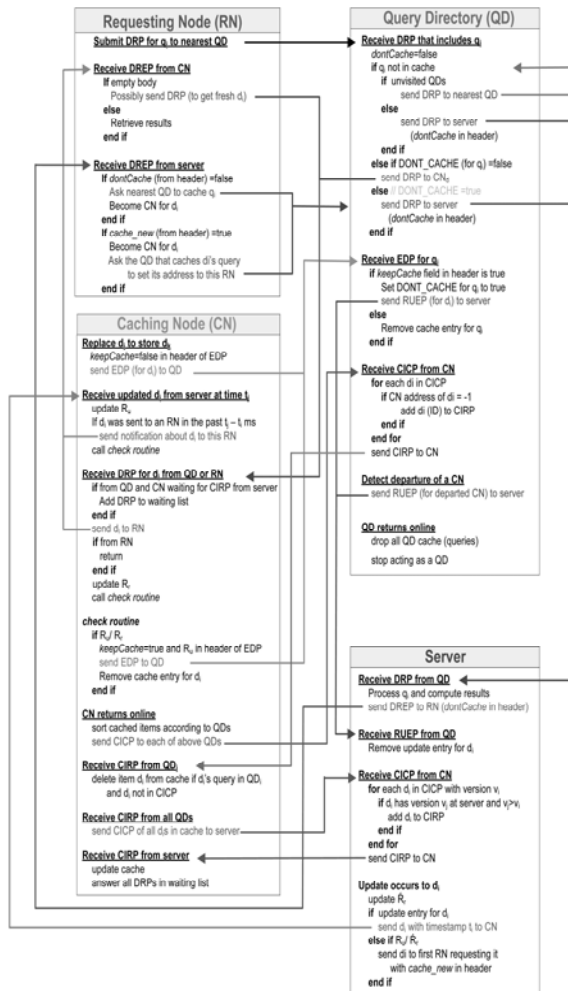 Requesting Node (RN)
Submit DRP for qi to nearest QD
Receive DREP from CN
If empty body
Possibly send DRP (to get fresh di)
else
Retrieve results
end if
Receive DREP from server
If dontCache (from header) =false
Ask nearest QD to cache qi
Become CN for di
end if
If cache_new (from header) =true
Become CN for di
Ask the QD that caches di's query
to set its address to this RN
end if
Caching Node (CN)
Replace di to store dk
keepCache=false in header of EDP
send EDP (for di) to QD
Receive updated di from server at time tj
update Ru
If di was sent to an RN in the past tj – ti ms
send notification about di to this RN
call check routine
Receive DRP for di from QD or RN
if from QD and CN waiting for CIRP from server
Add DRP to waiting list
end if
send di to RN
if from RN
return
end if
update Rr
call check routine
check routine
if Ru/ Rr
keepCache=true and Ru in header of EDP
send EDP to QD
Remove cache entry for di
end if
CN returns online
sort cached items according to QDs
send CICP to each of above QDs
Receive CIRP from QDj
delete item di from cache if di's query in QDj
and di not in CICP
Receive CIRP from all QDs
send CICP of all dis in cache to server
Receive CIRP from server
update cache
answer all DRPs in waiting list
Query Directory (QD)
Receive DRP that includes qi
dontCache=false
if qi not in cache
if unvisited QDs
send DRP to nearest QD
else
send DRP to server
(dontCache in header)
end if
else if DONT_CACHE (for qi) =false
send DRP to CN
else // DONT_CACHE =true
send DRP to server
(dontCache in header)
end if
Receive EDP for qi
if keepCache field in header is true
Set DONT_CACHE for qi to true
send RUEP (for di) to server
else
Remove cache entry for qi
end if
Receive CICP from CN
for each di in CICP
if CN address of di = -1
add di (ID) to CIRP
end if
end for
send CIRP to CN
Detect departure of a CN
send RUEP (for departed CN) to server
QD returns online
drop all QD cache (queries)
stop acting as a QD
Server
Receive DRP from QD
Process qi and compute results
send DREP to RN (dontCache in header)
Receive RUEP from QD
Remove update entry for di
Receive CICP from CN
for each di in CICP with version vi
if di has version vj at server and vj>vi
add di to CIRP
end if
end for
send CIRP to CN
Update occurs to di
update Ṙr
if update entry for di
send di with timestamp ti to CN
else if Ru/ Ṙr
send di to first RN requesting it
with cache_new in header
end if